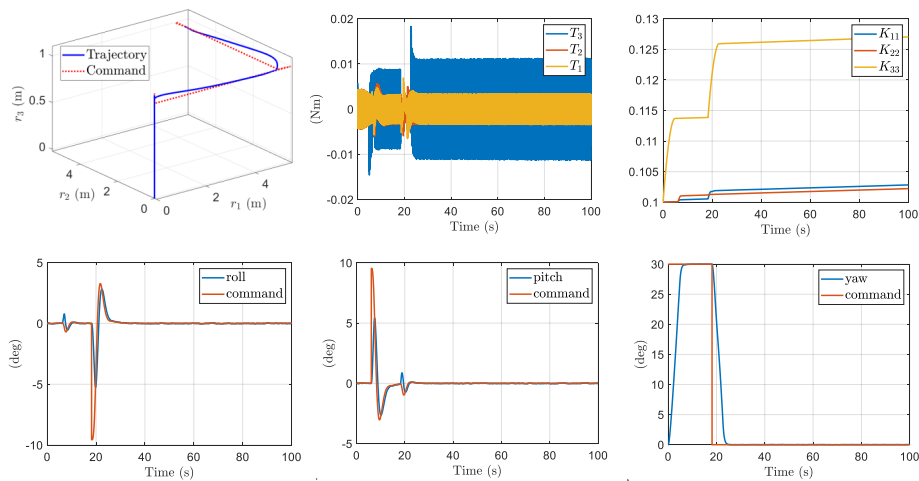 1
0.5
0
r₃ (m)
Trajectory
Command
4
2
0
r₂ (m)
0
2
4
r₁ (m)
0.02
0.01
0
-0.01
-0.02
(Nm)
T₃
T₂
T₁
0 20 40 60 80 100
Time (s)
0.13
0.125
0.12
0.115
0.11
0.105
0.1
K₁₁
K₂₂
K₃₃
0 20 40 60 80 100
Time (s)
5
0
-5
-10
(deg)
roll
command
0 20 40 60 80 100
Time (s)
10
5
0
-5
(deg)
pitch
command
0 20 40 60 80 100
Time (s)
30
25
20
15
10
5
0
(deg)
yaw
command
0 20 40 60 80 100
Time (s)